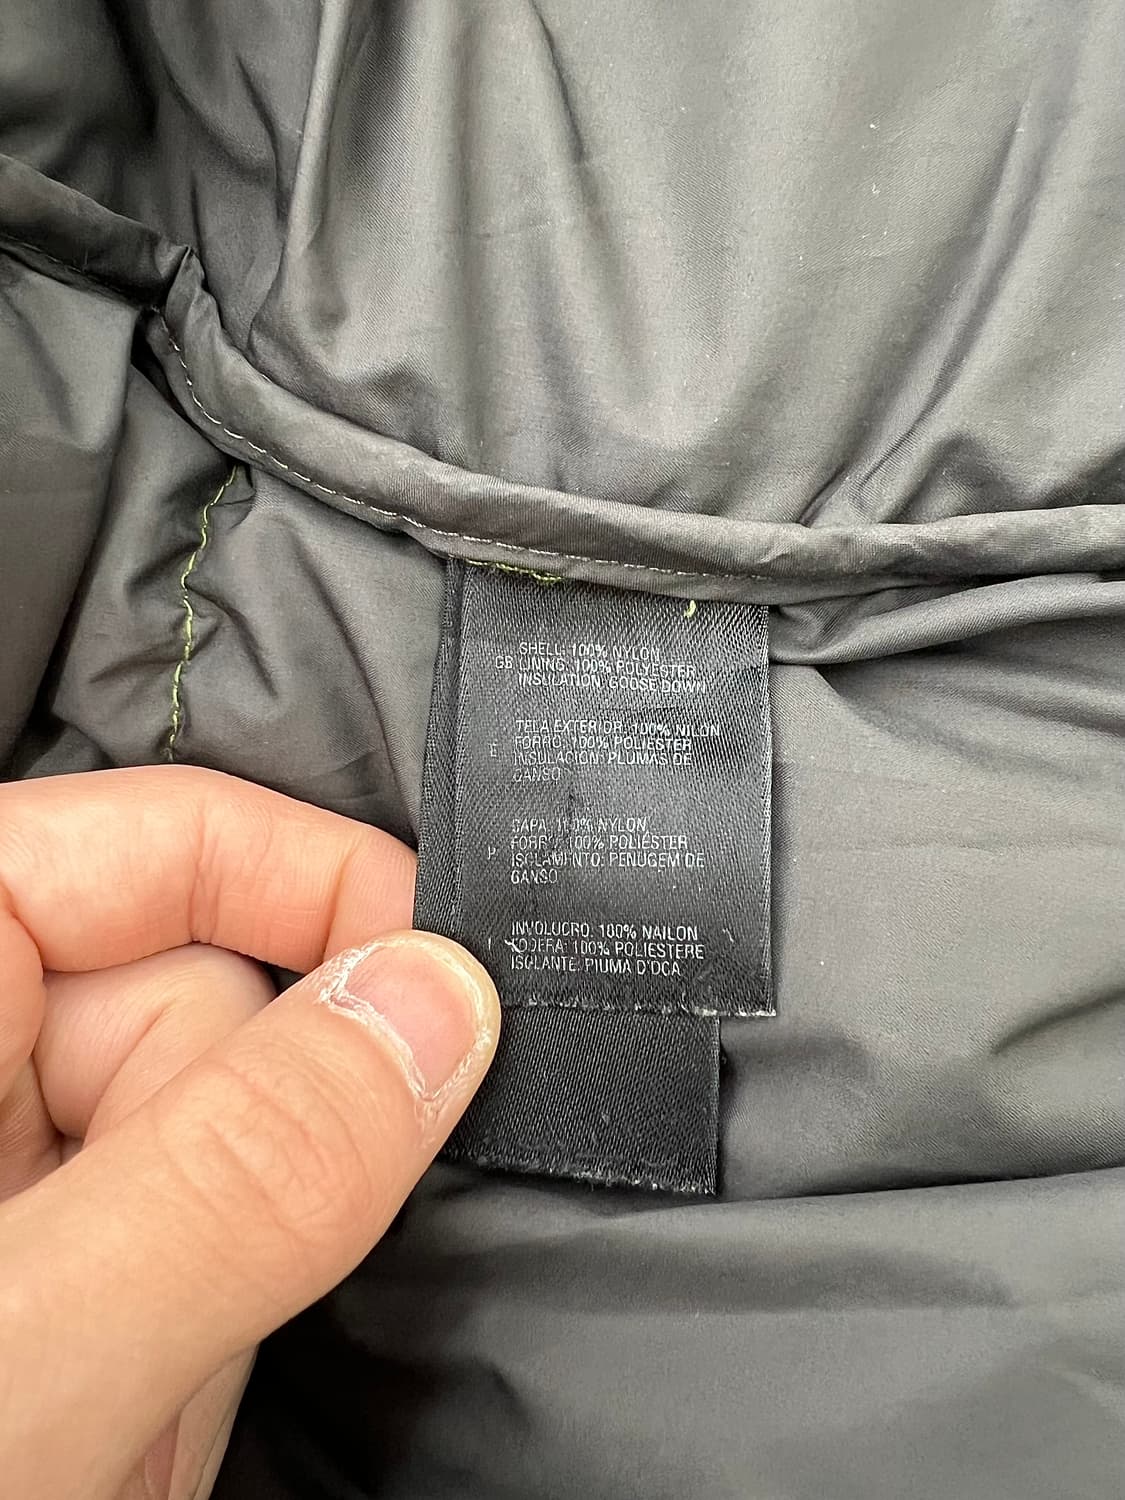 SHELL: 100% NYLON
GB LINING: 100% POLYESTER
INSULATION: GOOSE DOWN
TELA EXTERIOR: 100% NILON
E FORRO: 100% POLIESTER
INSULACION: PLUMAS DE
GANSO
CAPA: 100% NYLON
P FORRO: 100% POLIÉSTER
ISOLAMENTO: PENUGEM DE
GANSO
INVOLUCRO: 100% NAILON
I FODERA: 100% POLIESTERE
ISOLANTE: PIUMA D'OCA